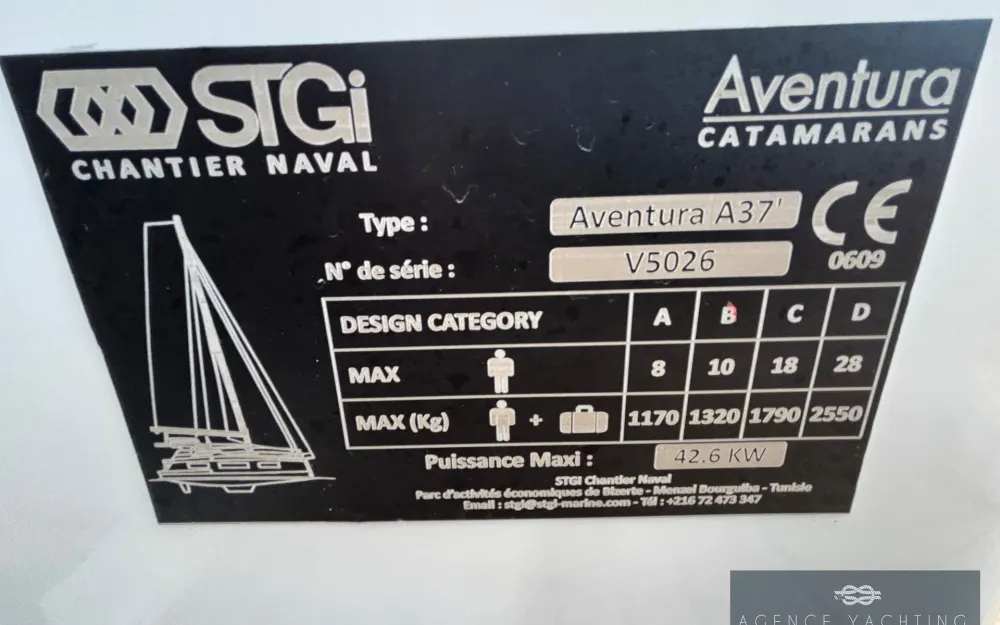 STGi
CHANTIER NAVAL
Aventura
CATAMARANS
Type : Aventura A37'
N° de série : V5026
CE
0609
DESIGN CATEGORY A B C D
MAX 8 10 18 28
MAX (Kg) + 1170 1320 1790 2550
Puissance Maxi : 42.6 KW
STGI Chantier Naval
Parc d'activités économiques de Bizerte - Menzel Bourguiba - Tunisie
Email : stgi@stgi-marine.com - Tél : +216 72 473 347
AGENCE YACHTING